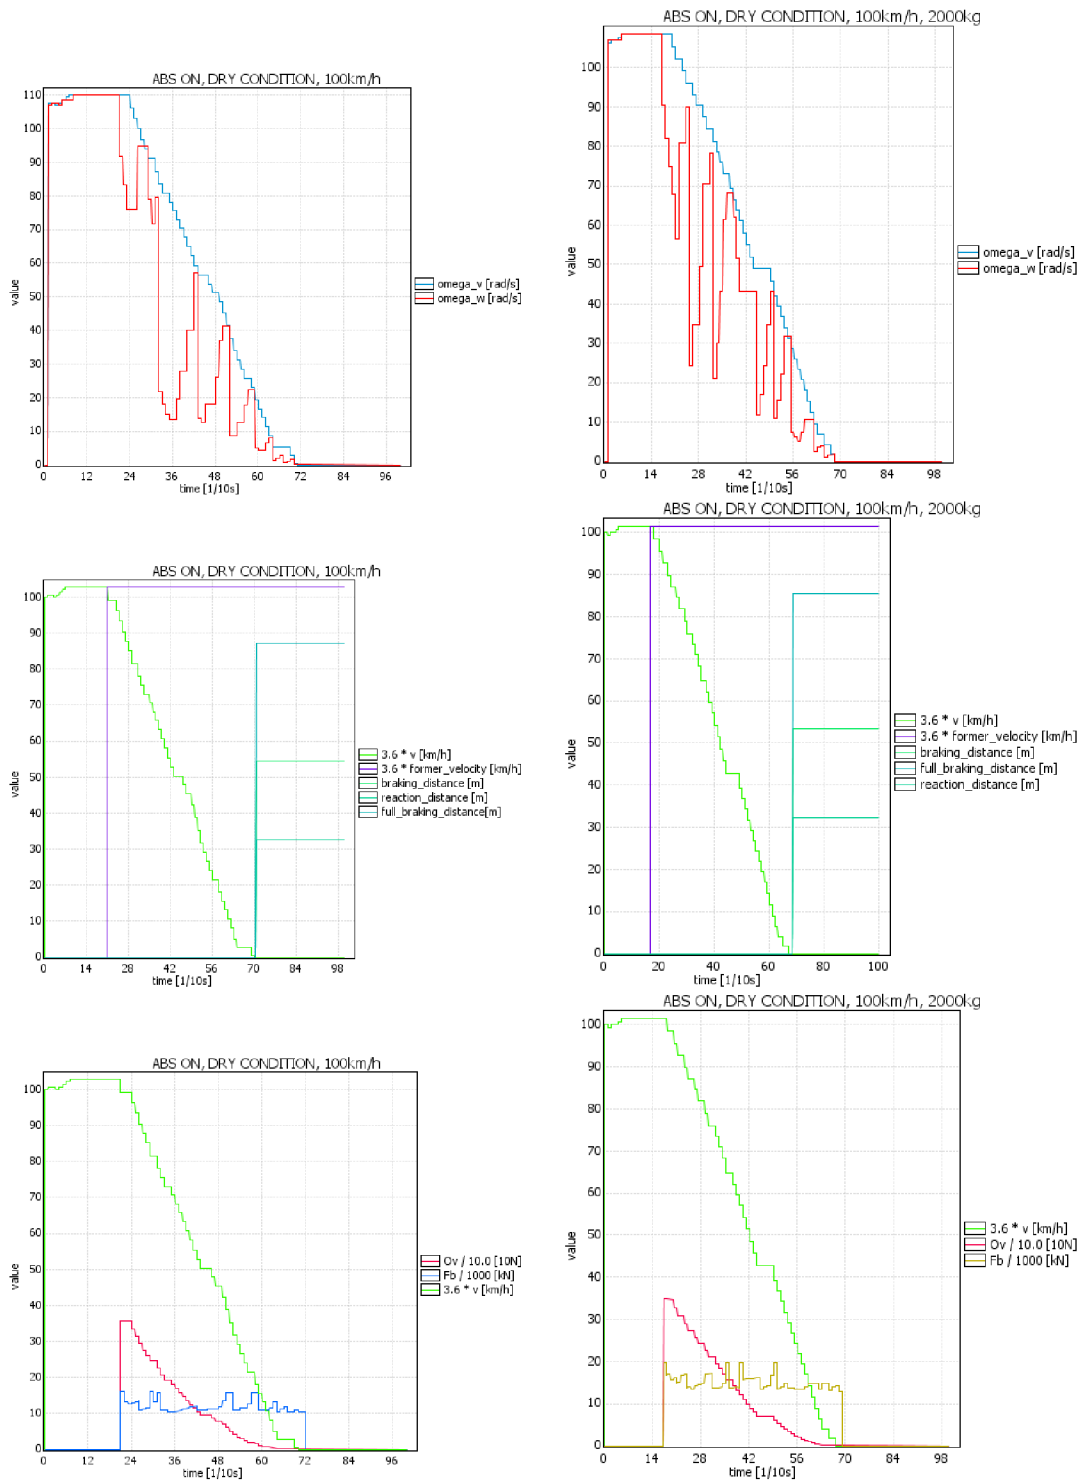 ABS ON, DRY CONDITION, 100km/h
110
100
90
80
70
60
50
40
30
20
10
0
value
0 12 24 36 48 60 72 84 98
time [1/10s]
omega_v [rad/s]
omega_w [rad/s]
ABS ON, DRY CONDITION, 100km/h, 2000kg
100
90
80
70
60
50
40
30
20
10
0
value
0 14 28 42 56 70 84 98
time [1/10s]
omega_v [rad/s]
omega_w [rad/s]
ABS ON, DRY CONDITION, 100km/h
100
90
80
70
60
50
40
30
20
10
0
value
0 14 28 42 56 70 84 98
time [1/10s]
3.6 * v [km/h]
3.6 * former_velocity [km/h]
braking_distance [m]
reaction_distance [m]
full_braking_distance[m]
ABS ON, DRY CONDITION, 100km/h, 2000kg
100
90
80
70
60
50
40
30
20
10
0
value
0 20 40 60 80 100
time [1/10s]
3.6 * v [km/h]
3.6 * former_velocity [km/h]
braking_distance [m]
full_braking_distance [m]
reaction_distance [m]
ABS ON, DRY CONDITION, 100km/h
100
90
80
70
60
50
40
30
20
10
0
value
0 12 24 36 48 60 72 84 96
time [1/10s]
Ov / 10.0 [10N]
Fb / 1000 [kN]
3.6 * v [km/h]
ABS ON, DRY CONDITION, 100km/h, 2000kg
100
90
80
70
60
50
40
30
20
10
0
value
0 14 28 42 56 70 84 98
time [1/10s]
3.6 * v [km/h]
Ov / 10.0 [10N]
Fb / 1000 [kN]